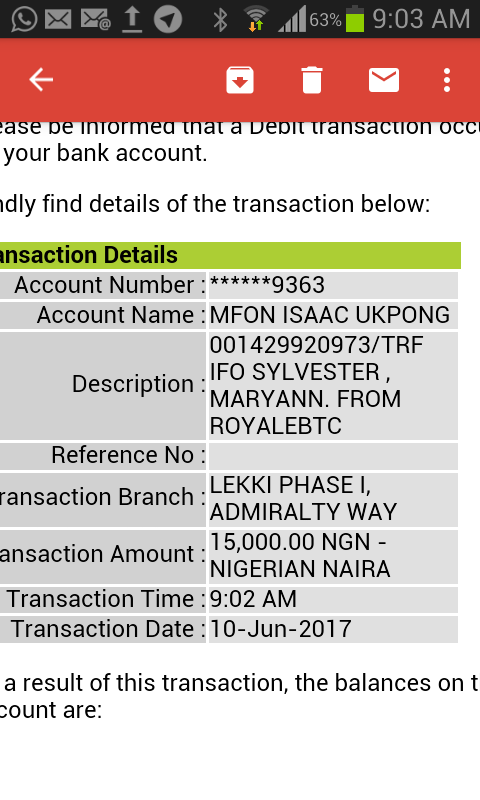 63% 9:03 AM
ease be informed that a Debit transaction occu
your bank account.
ndly find details of the transaction below:
ansaction Details
Account Number : ******9363
Account Name : MFON ISAAC UKPONG
Description : 001429920973/TRF
IFO SYLVESTER ,
MARYANN. FROM
ROYALEBTC
Reference No :
ransaction Branch : LEKKI PHASE I,
ADMIRALTY WAY
ansaction Amount : 15,000.00 NGN -
NIGERIAN NAIRA
Transaction Time : 9:02 AM
Transaction Date : 10-Jun-2017
a result of this transaction, the balances on t
count are: